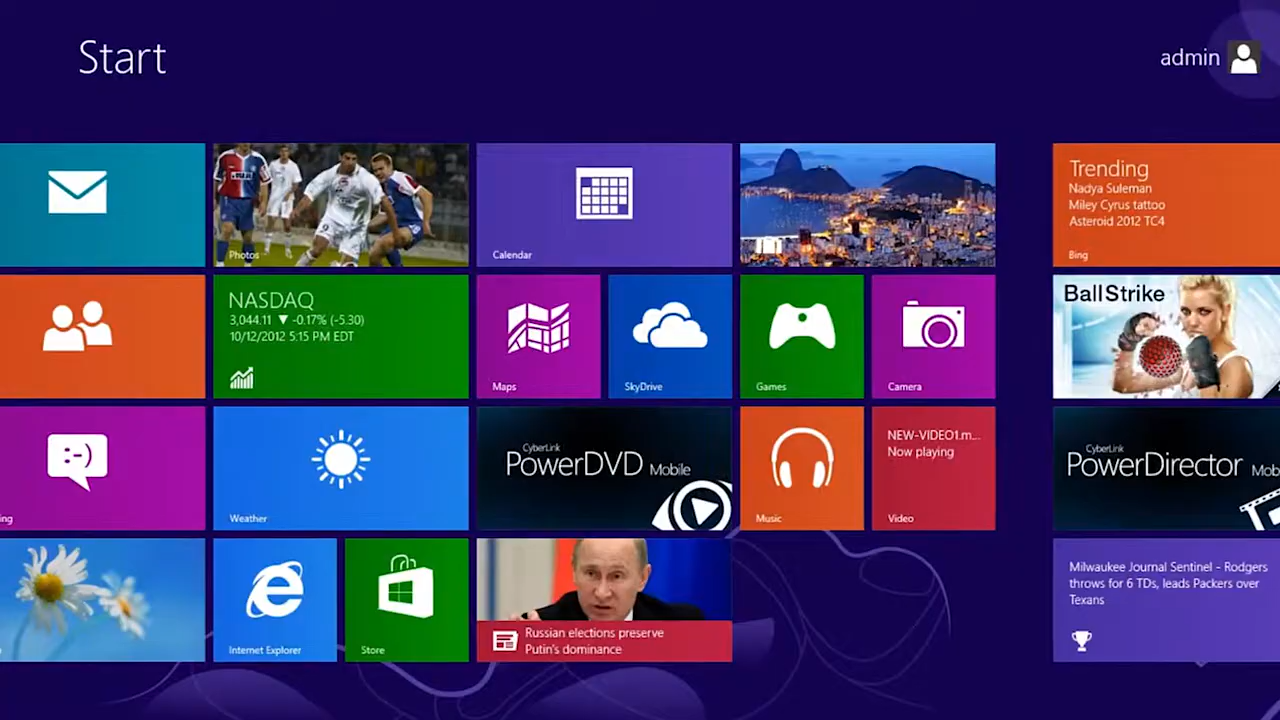 Start
admin
Photos
Calendar
Trending
Nadya Suleman
Miley Cyrus tattoo
Asteroid 2012 TC4
Bing
NASDAQ
3,044.11 ▼ -0.17% (-5.30)
10/12/2012 5:15 PM EDT
Maps
SkyDrive
Games
Camera
BallStrike
ing
Weather
CyberLink
PowerDVD Mobile
Music
NEW-VIDEO1.m...
Now playing
Video
CyberLink
PowerDirector Mob
Internet Explorer
Store
Russian elections preserve
Putin's dominance
Milwaukee Journal Sentinel - Rodgers
throws for 6 TDs, leads Packers over
Texans